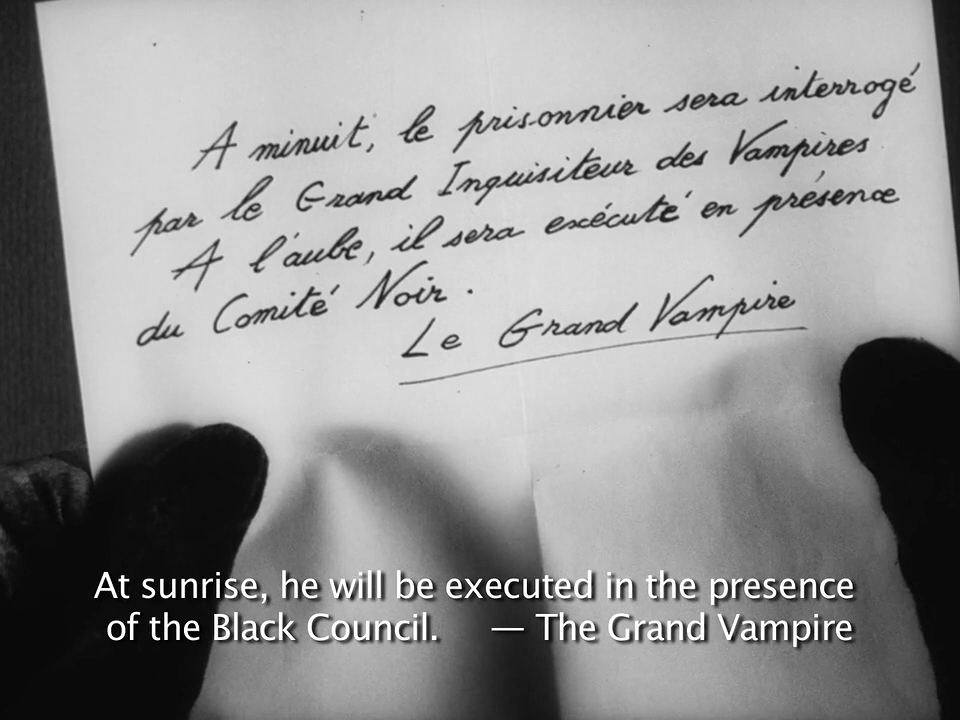 A minuit, le prisonnier sera interrogé
par le Grand Inquisiteur des Vampires
A l'aube, il sera exécuté en présence
du Comité Noir.
Le Grand Vampire
At sunrise, he will be executed in the presence
of the Black Council. — The Grand Vampire